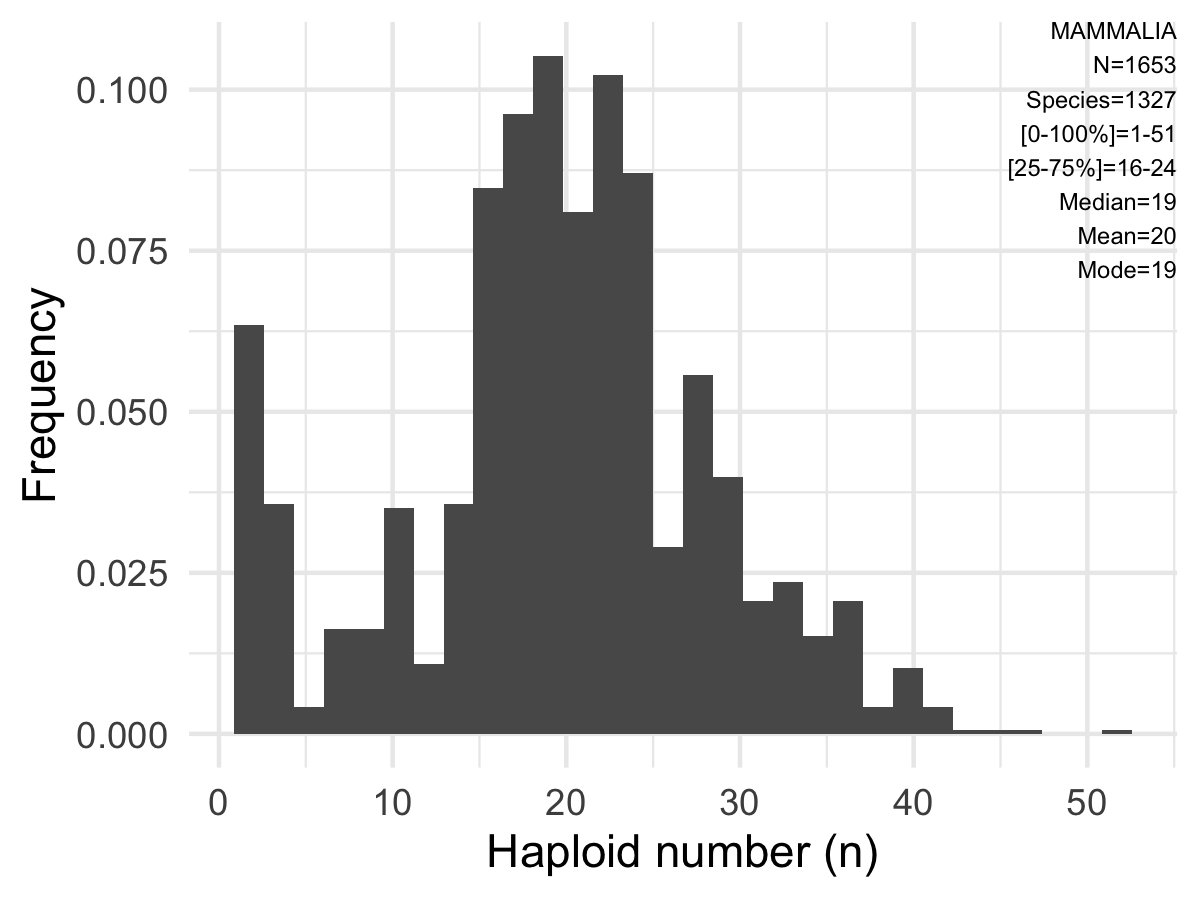 MAMMALIA
N=1653
Species=1327
[0-100%]=1-51
[25-75%]=16-24
Median=19
Mean=20
Mode=19
0.100
0.075
0.050
0.025
0.000
Frequency
0 10 20 30 40 50
Haploid number (n)